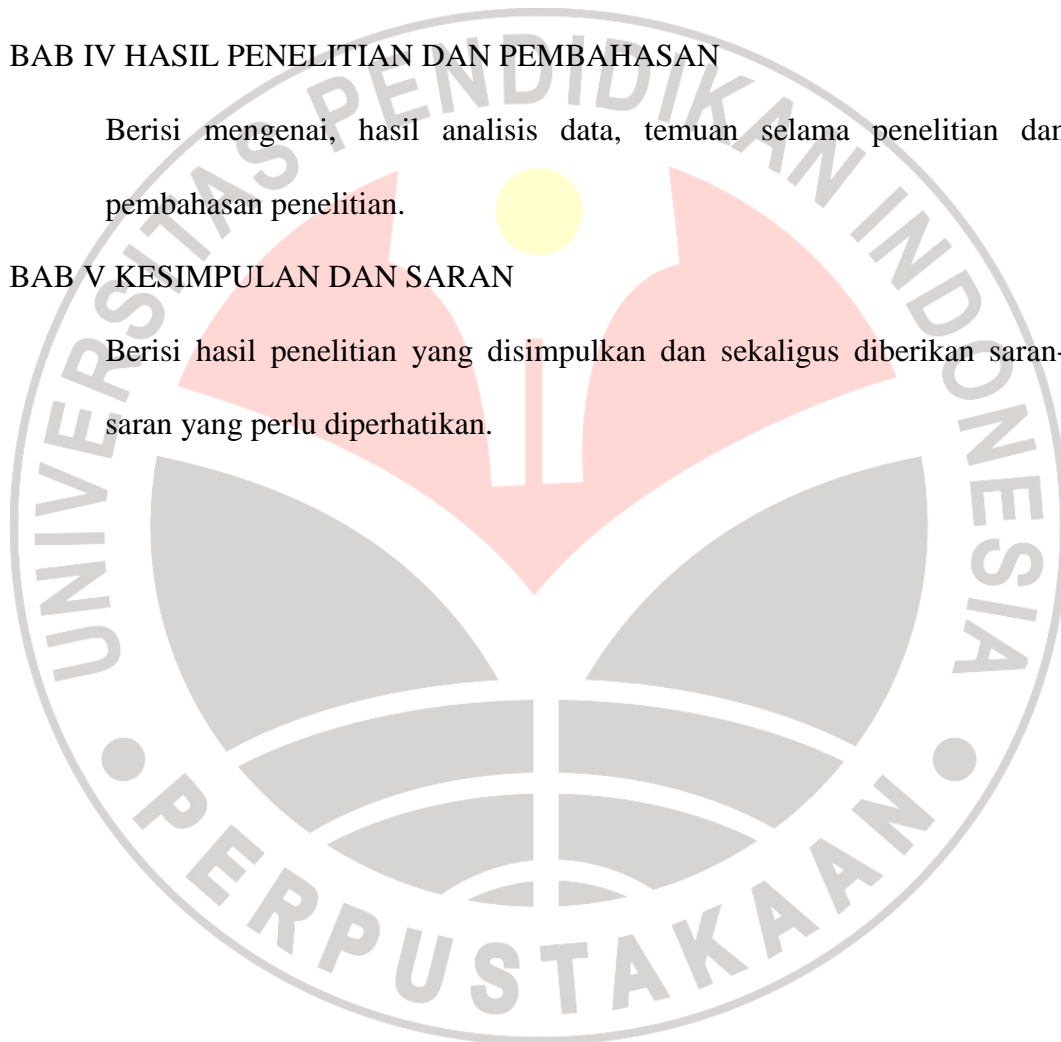 BAB IV HASIL PENELITIAN DAN PEMBAHASAN
Berisi mengenai, hasil analisis data, temuan selama penelitian dan
pembahasan penelitian.
BAB V KESIMPULAN DAN SARAN
Berisi hasil penelitian yang disimpulkan dan sekaligus diberikan saran-
saran yang perlu diperhatikan.
UNIVERSITAS PENDIDIKAN INDONESIA
PERPUSTAKAAN